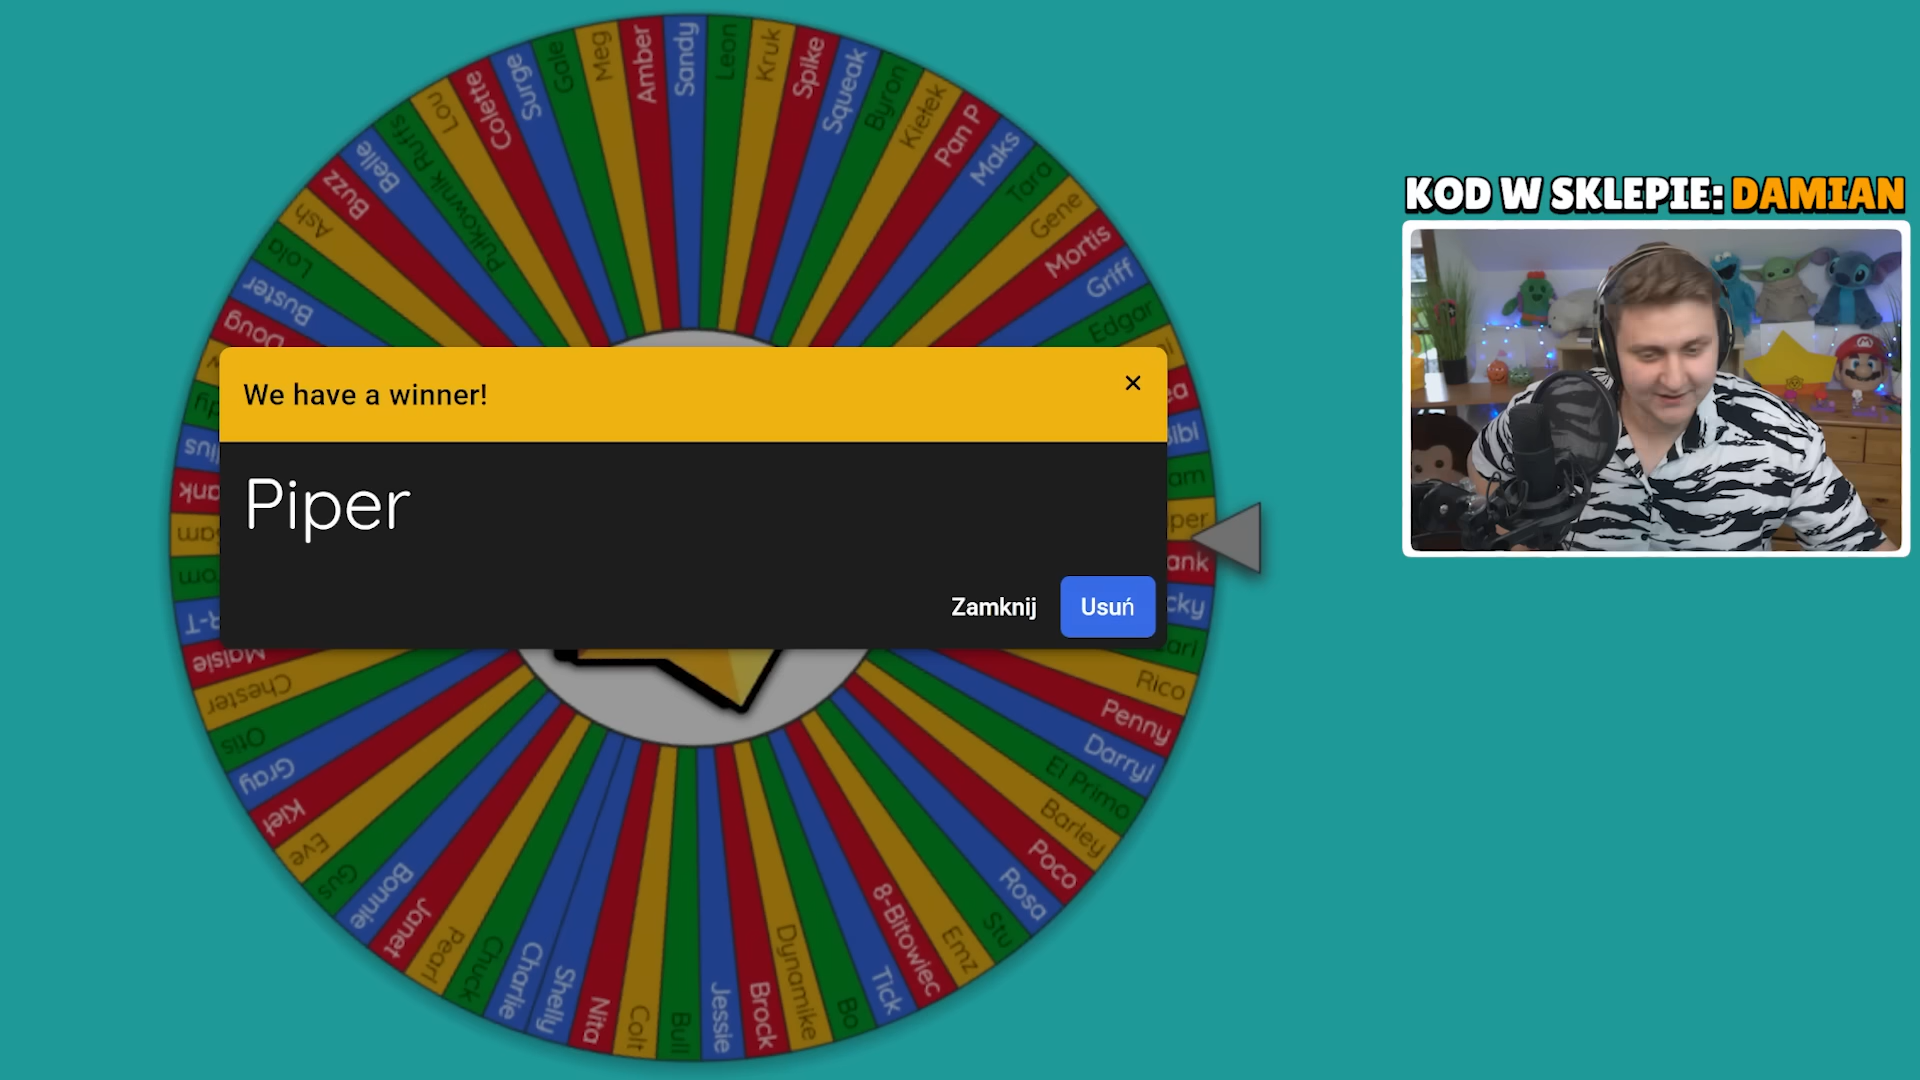 KOD W SKLEPIE: DAMIAN
We have a winner!
×
Piper
Zamknij
Usuń
Sandy
Leon
Kruk
Spike
Squeak
Byron
Kiełek
Pan P
Maks
Tara
Gene
Mortis
Griff
Edgar
Rico
Penny
Darryl
El Primo
Barley
Poco
Rosa
Stu
Emz
8-Bitowiec
Tick
Bo
Dynamike
Brock
Jessie
Bull
Colt
Nita
Shelly
Charlie
Chuck
Pearl
Janet
Bonnie
Gus
Eve
Kieł
Gray
Otis
Chester
Maisie
R-T
Doug
Buster
Lola
Ash
Buzz
Belle
Pułkownik Ruffs
Lou
Colette
Surge
Gale
Meg
Amber